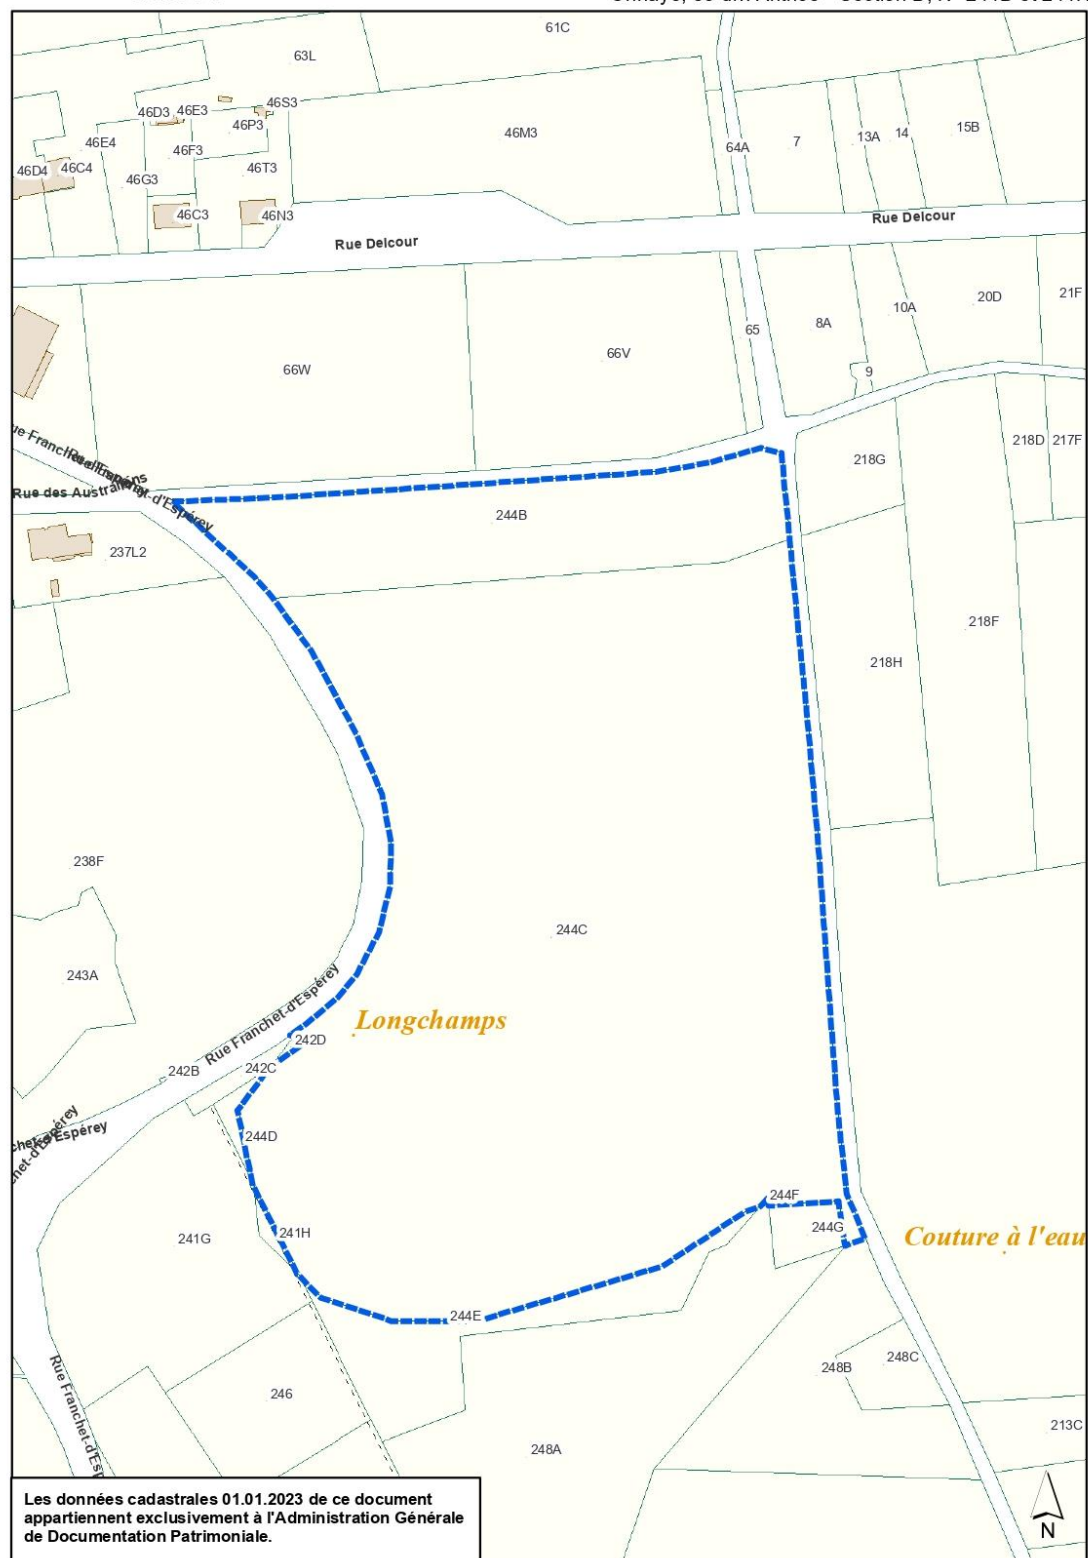 61C
63L
46D3 46E3 46S3
46P3
46M3
46E4
46F3
64A
7
13A
14
15B
46D4 46C4
46G3
46T3
46C3
46N3
Rue Delcour
Rue Delcour
66W
66V
65
8A
10A
20D
21F
9
218G
218D 217F
Rue des Australiens
237L2
244B
218F
218H
238F
244C
243A
Rue Franchet-d'Espérey
Longchamps
242D
242B
242C
244D
241G
241H
244F
244G
Couture à l'eau
244E
246
248B
248C
248A
213C
Les données cadastrales 01.01.2023 de ce document
appartiennent exclusivement à l'Administration Générale
de Documentation Patrimoniale.
N